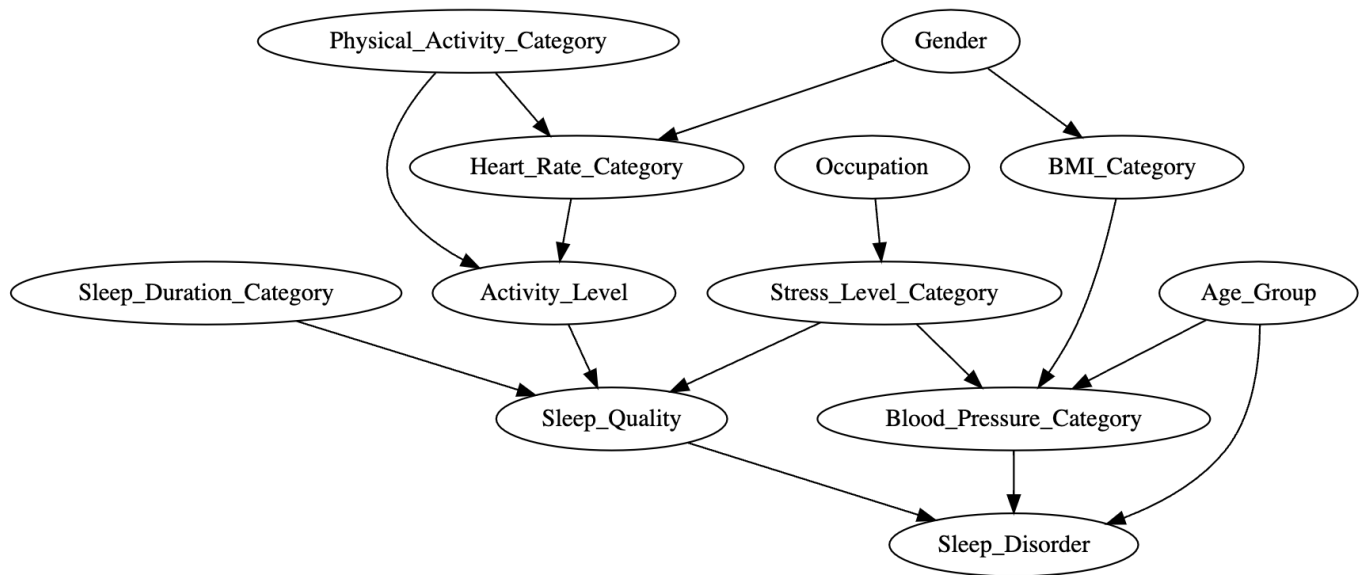 Physical_Activity_Category
Gender
Heart_Rate_Category
Occupation
BMI_Category
Sleep_Duration_Category
Activity_Level
Stress_Level_Category
Age_Group
Sleep_Quality
Blood_Pressure_Category
Sleep_Disorder